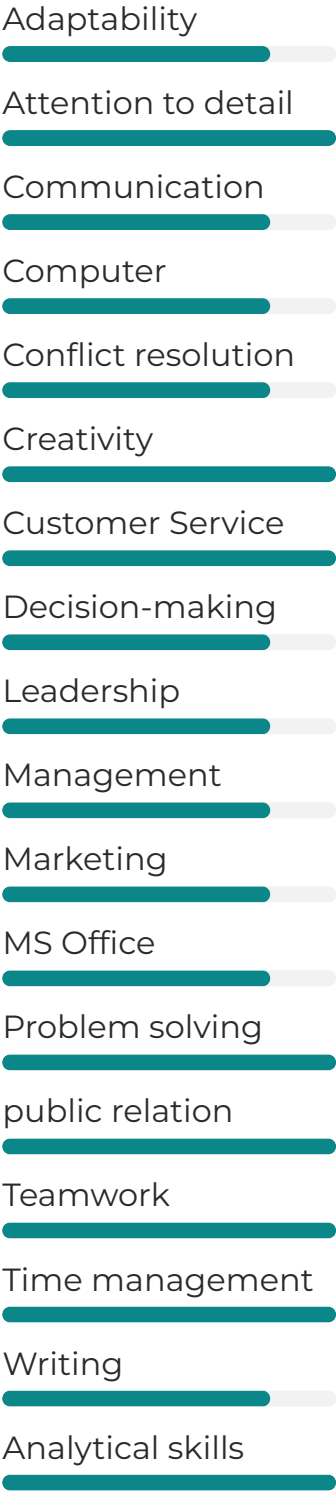 Adaptability
Attention to detail
Communication
Computer
Conflict resolution
Creativity
Customer Service
Decision-making
Leadership
Management
Marketing
MS Office
Problem solving
public relation
Teamwork
Time management
Writing
Analytical skills